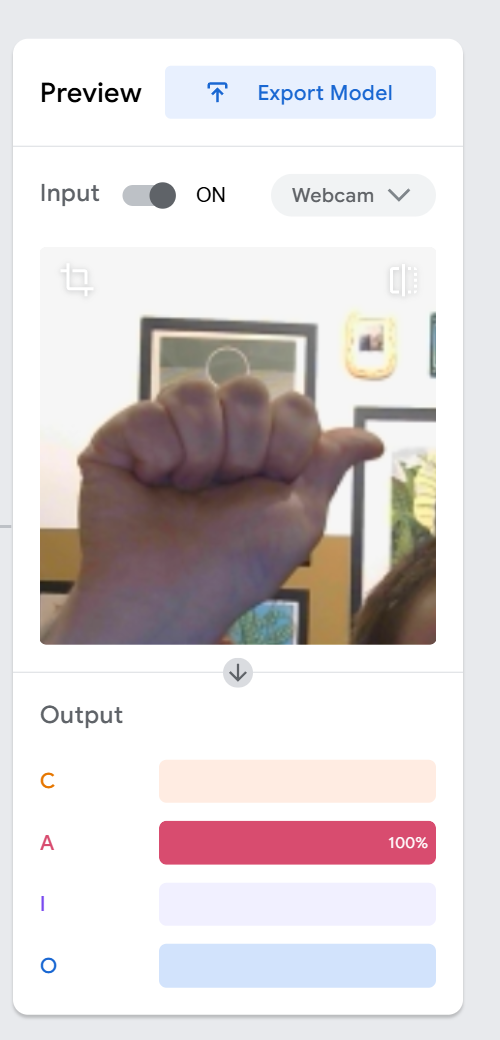 Preview
Export Model
Input
ON
Webcam
Output
C
A
100%
I
O